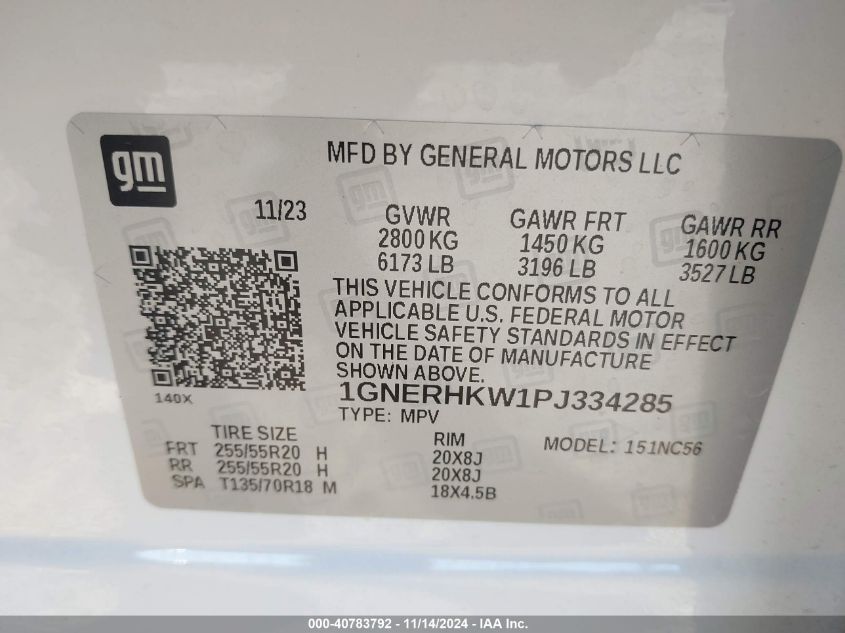 gm
MFD BY GENERAL MOTORS LLC
11/23
GVWR GAWR FRT GAWR RR
2800 KG 1450 KG 1600 KG
6173 LB 3196 LB 3527 LB
THIS VEHICLE CONFORMS TO ALL
APPLICABLE U.S. FEDERAL MOTOR
VEHICLE SAFETY STANDARDS IN EFFECT
ON THE DATE OF MANUFACTURE
SHOWN ABOVE.
140X
1GNERHKW1PJ334285
TYPE: MPV
TIRE SIZE RIM MODEL: 151NC56
FRT 255/55R20 H 20X8J
RR 255/55R20 H 20X8J
SPA T135/70R18 M 18X4.5B
000-40783792 - 11/14/2024 - IAA Inc.